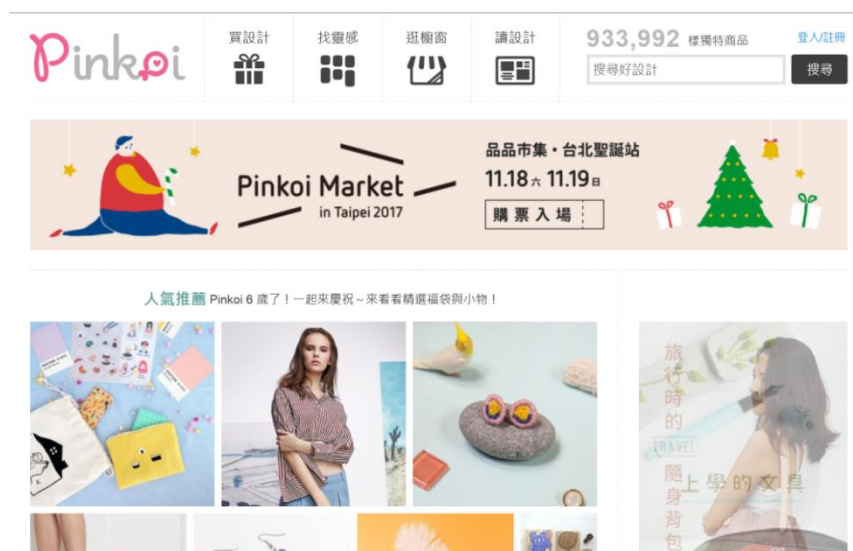 Pinkoi
買設計
找靈感
逛櫥窗
讀設計
933,992 樣獨特商品
登入/註冊
搜尋好設計
搜尋
Pinkoi Market
in Taipei 2017
品品市集・台北聖誕站
11.18六 11.19日
購票入場
人氣推薦 Pinkoi 6 歲了！一起來慶祝～來看看精選福袋與小物！
旅行時的
TRAVEL
隨身背包
上學的文具